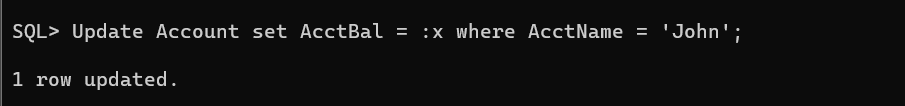 SQL> Update Account set AcctBal = :x where AcctName = 'John';
1 row updated.